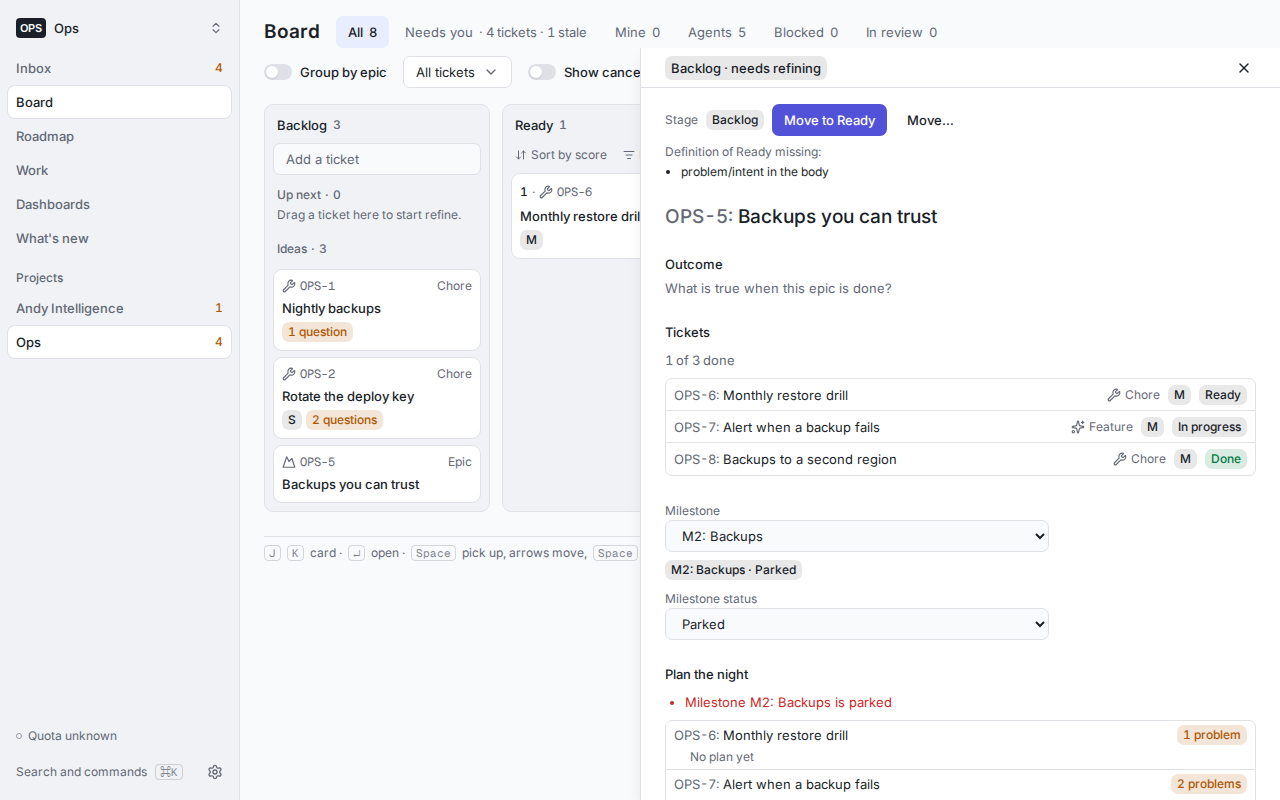 OPS Ops
Inbox 4
Board
Roadmap
Work
Dashboards
What's new
Projects
Andy Intelligence 1
Ops 4
Quota unknown
Search and commands ⌘K
Board All 8 Needs you · 4 tickets · 1 stale Mine 0 Agents 5 Blocked 0 In review 0
Group by epic All tickets Show cance
Backlog 3
Add a ticket
Up next · 0
Drag a ticket here to start refine.
Ideas · 3
OPS-1 Chore
Nightly backups
1 question
OPS-2 Chore
Rotate the deploy key
S 2 questions
OPS-5 Epic
Backups you can trust
Ready 1
Sort by score
1 · OPS-6
Monthly restore dril
M
J K card · ↵ open · Space pick up, arrows move, Space
Backlog · needs refining
Stage Backlog Move to Ready Move...
Definition of Ready missing:
• problem/intent in the body
OPS-5: Backups you can trust
Outcome
What is true when this epic is done?
Tickets
1 of 3 done
OPS-6: Monthly restore drill Chore M Ready
OPS-7: Alert when a backup fails Feature M In progress
OPS-8: Backups to a second region Chore M Done
Milestone
M2: Backups
M2: Backups · Parked
Milestone status
Parked
Plan the night
• Milestone M2: Backups is parked
OPS-6: Monthly restore drill 1 problem
No plan yet
OPS-7: Alert when a backup fails 2 problems